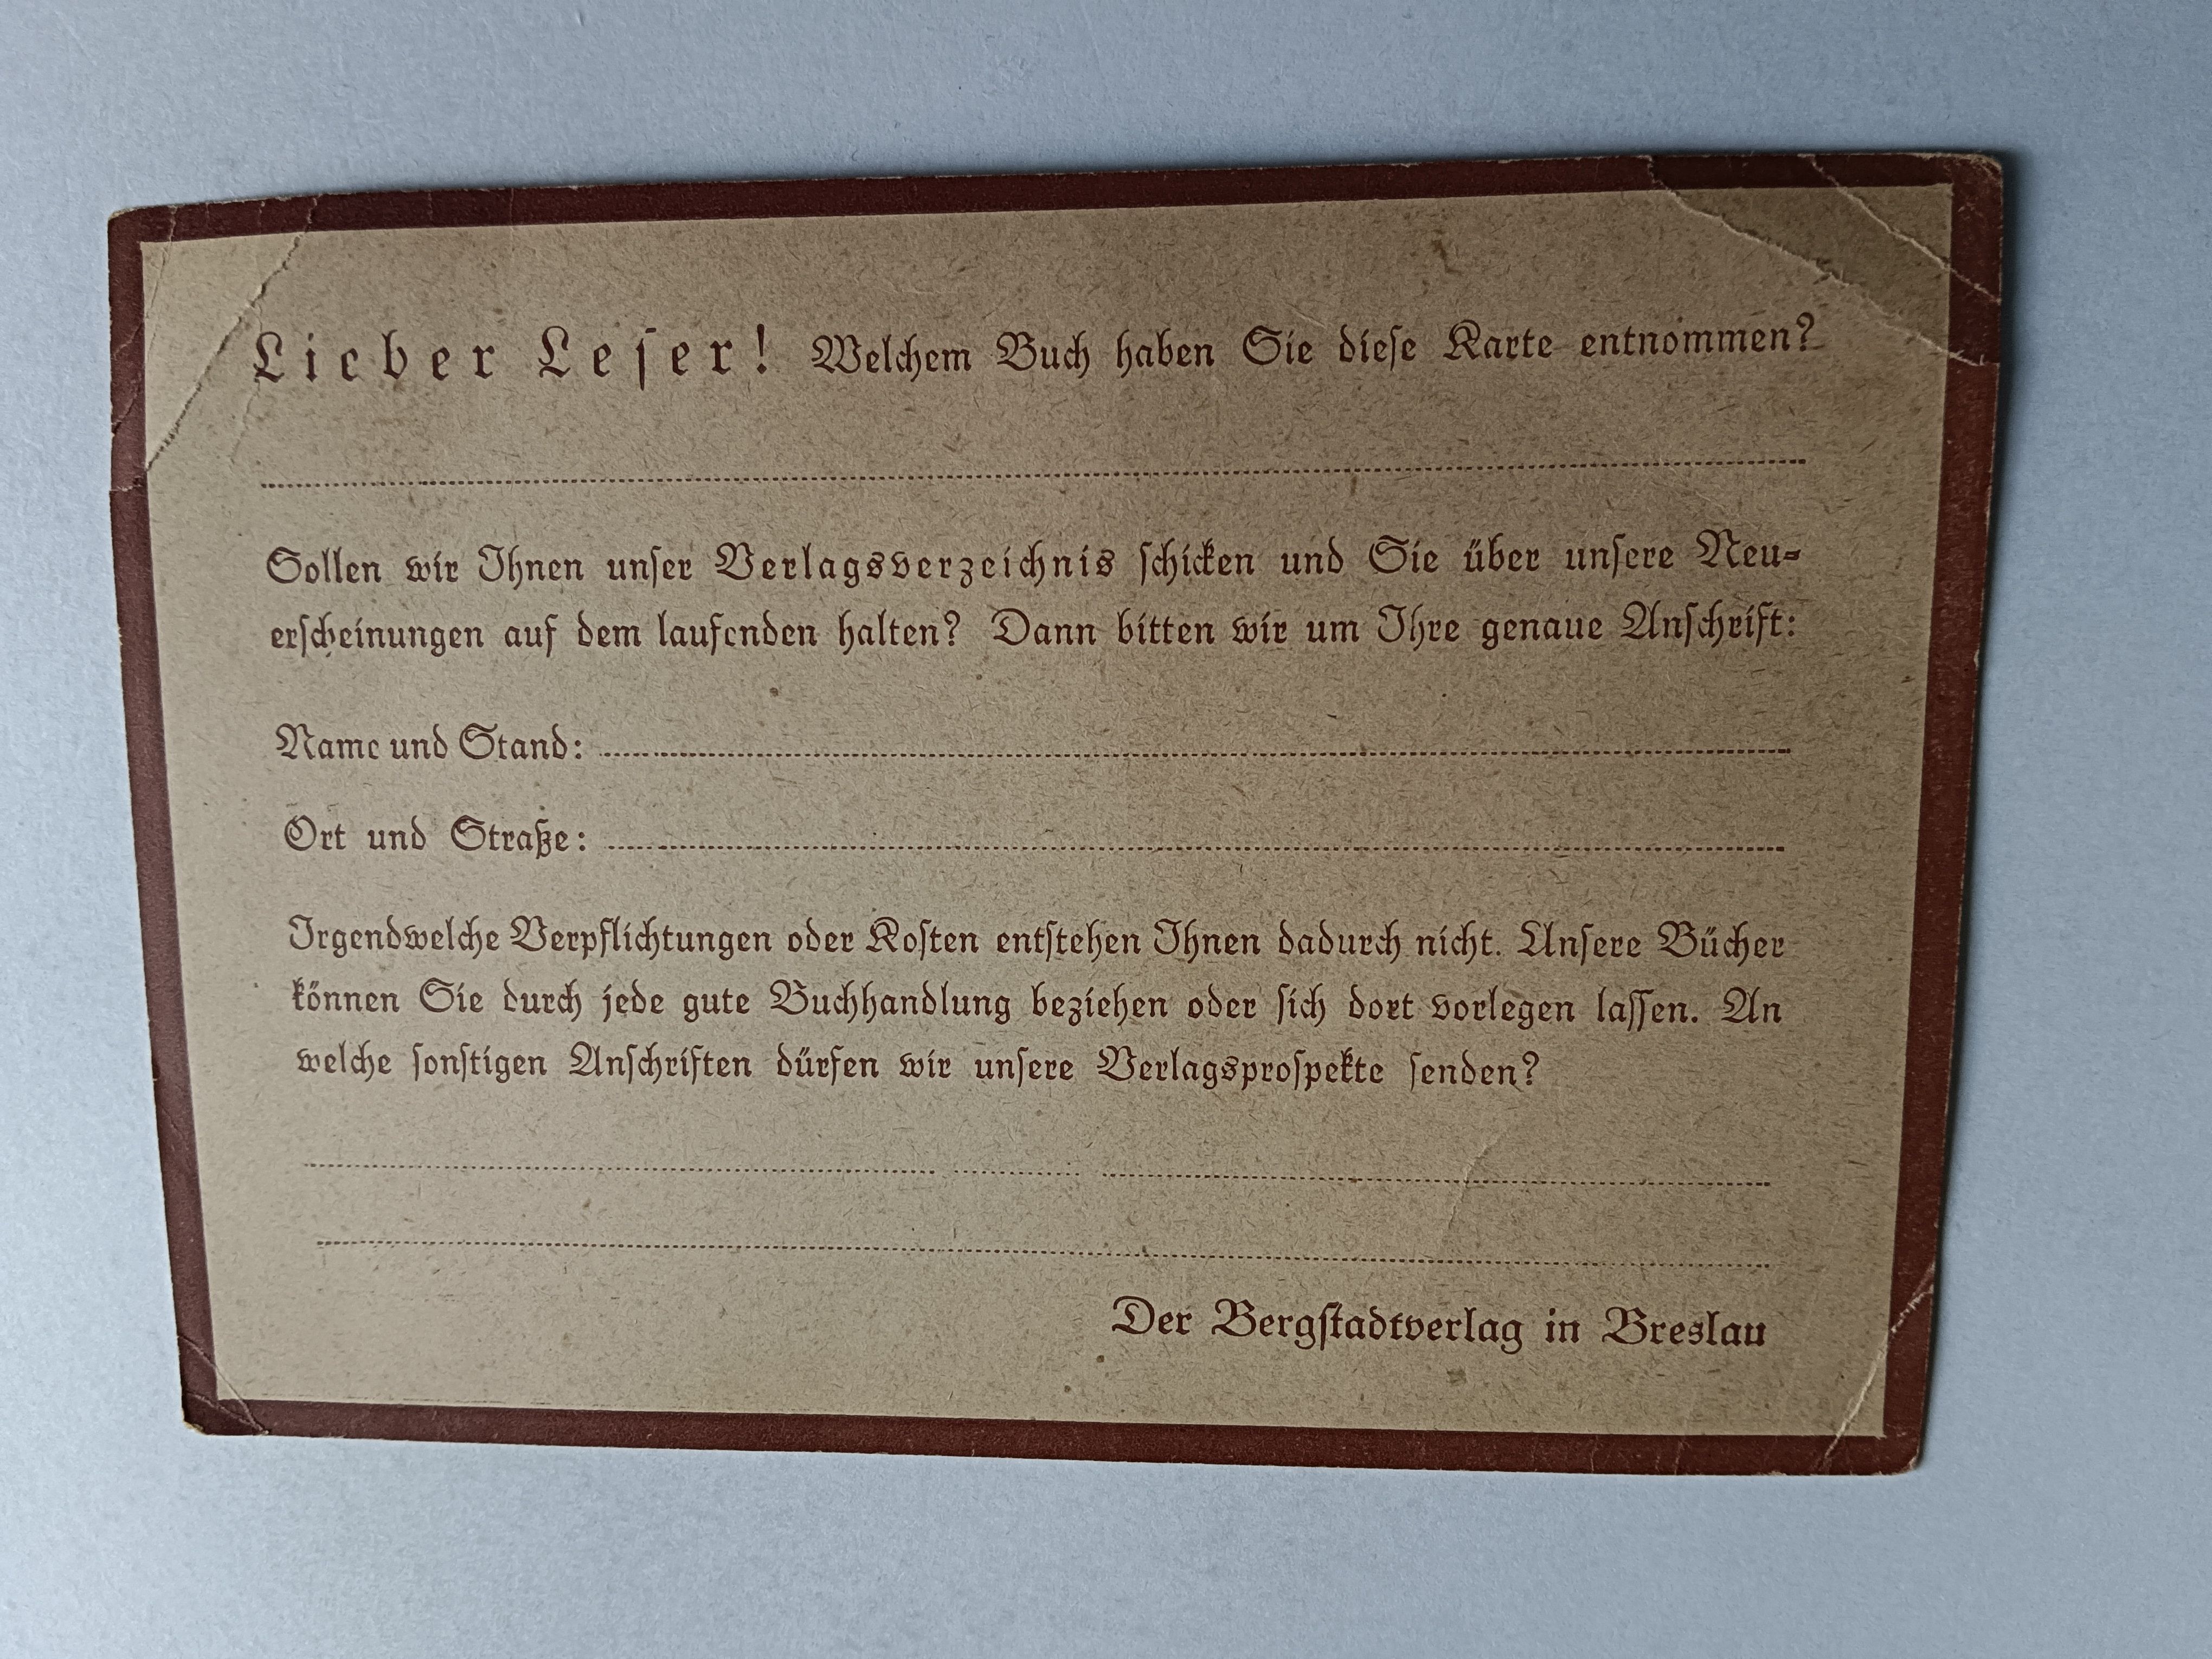 Lieber Leser! Welchem Buch haben Sie diese Karte entnommen?
Sollen wir Ihnen unser Verlagsverzeichnis schicken und Sie über unsere Neu-
erscheinungen auf dem laufenden halten? Dann bitten wir um Ihre genaue Anschrift:
Name und Stand:
Ort und Straße:
Irgendwelche Verpflichtungen oder Kosten entstehen Ihnen dadurch nicht. Unsere Bücher
können Sie durch jede gute Buchhandlung beziehen oder sich dort vorlegen lassen. An
welche sonstigen Anschriften dürfen wir unsere Verlagsprospekte senden?
Der Bergstadtverlag in Breslau